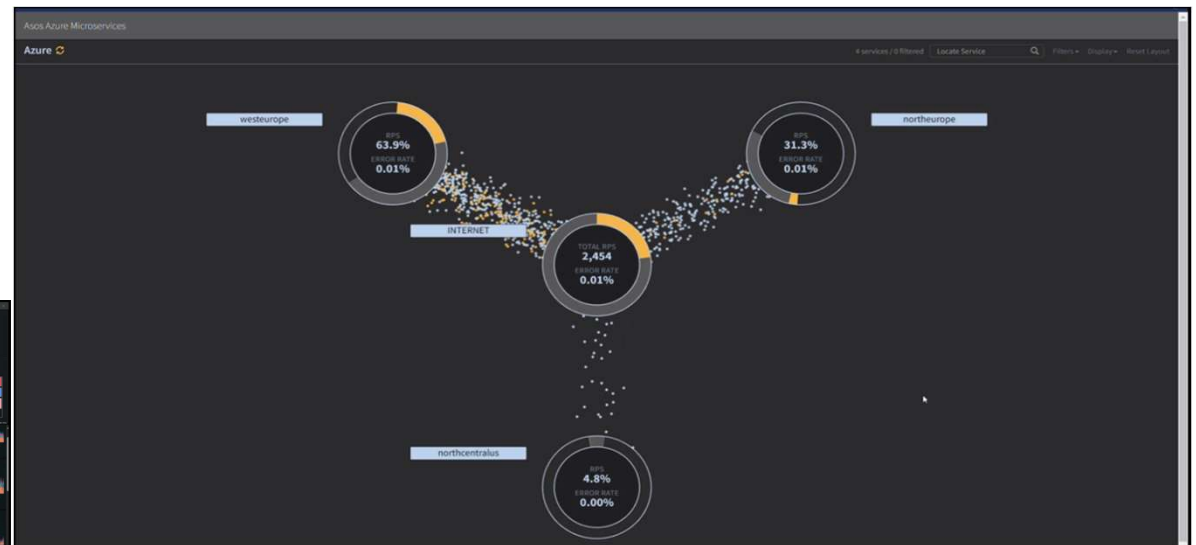 Asos Azure Microservices
Azure
4 services / 0 filtered Locate Service Filters Display Reset Layout
westeurope
RPS
63.9%
ERROR RATE
0.01%
northeurope
RPS
31.3%
ERROR RATE
0.01%
INTERNET
TOTAL RPS
2,454
ERROR RATE
0.01%
northcentralus
RPS
4.8%
ERROR RATE
0.00%